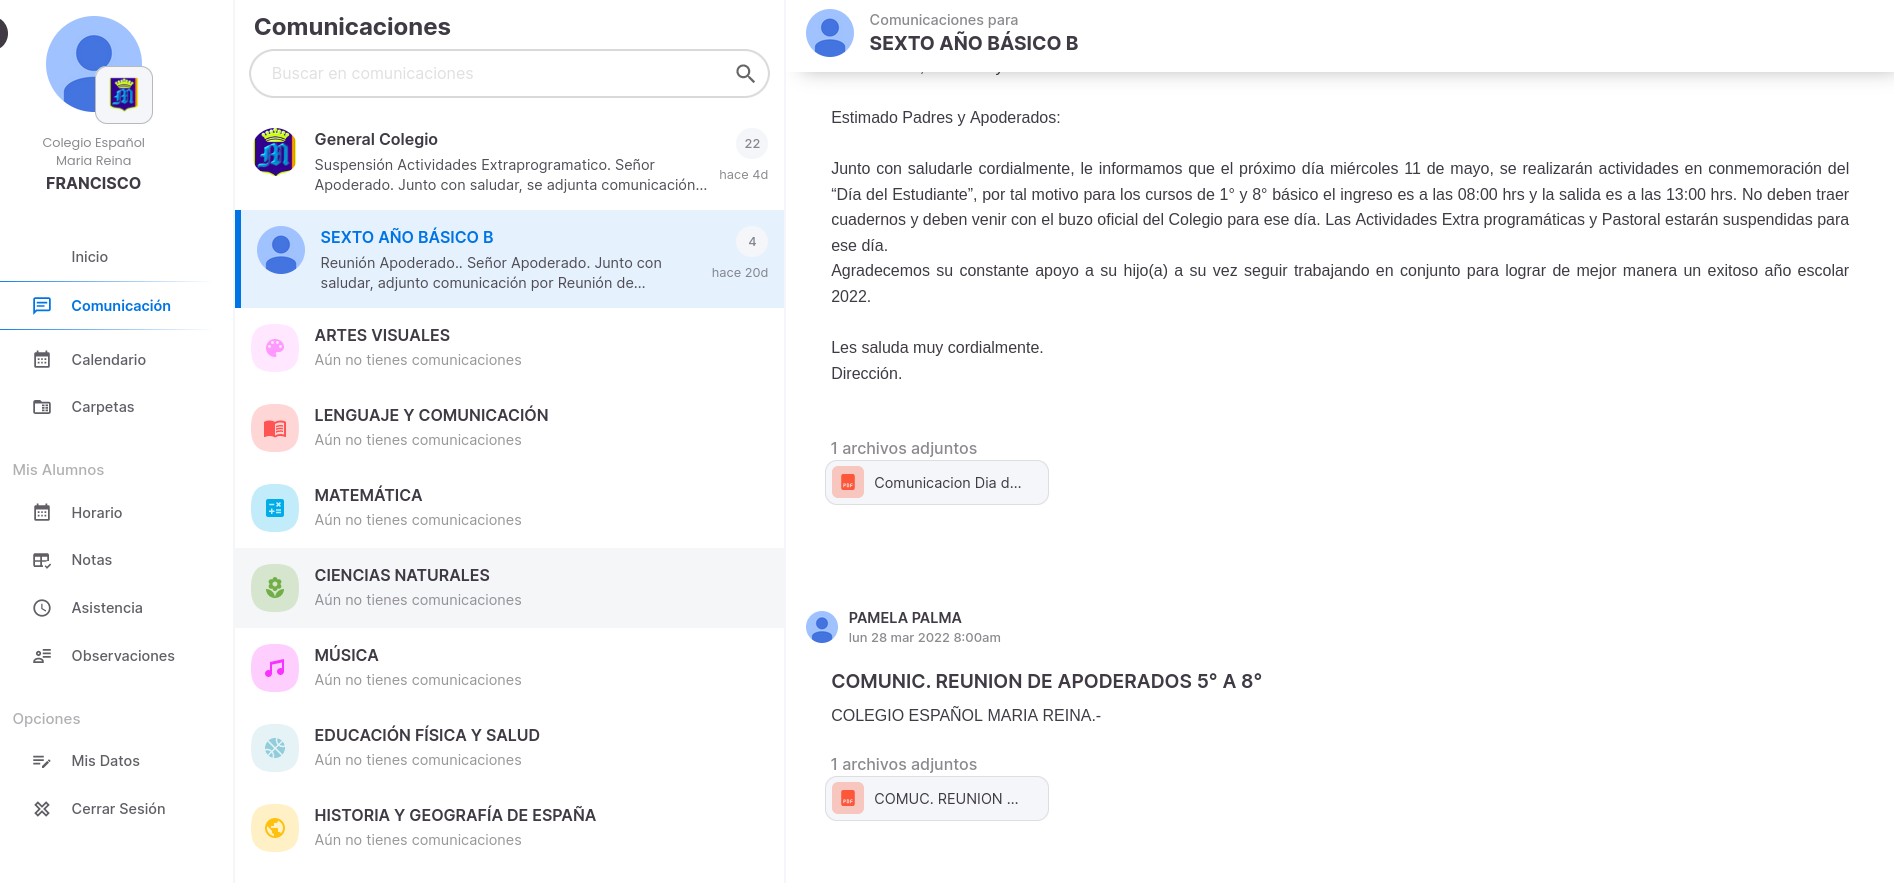 Colegio Español
Maria Reina
FRANCISCO
Inicio
Comunicación
Calendario
Carpetas
Mis Alumnos
Horario
Notas
Asistencia
Observaciones
Opciones
Mis Datos
Cerrar Sesión
Comunicaciones
Buscar en comunicaciones
General Colegio
22
Suspensión Actividades Extraprogramatico. Señor
Apoderado. Junto con saludar, se adjunta comunicación...
hace 4d
SEXTO AÑO BÁSICO B
4
Reunión Apoderado.. Señor Apoderado. Junto con
saludar, adjunto comunicación por Reunión de...
hace 20d
ARTES VISUALES
Aún no tienes comunicaciones
LENGUAJE Y COMUNICACIÓN
Aún no tienes comunicaciones
MATEMÁTICA
Aún no tienes comunicaciones
CIENCIAS NATURALES
Aún no tienes comunicaciones
MÚSICA
Aún no tienes comunicaciones
EDUCACIÓN FÍSICA Y SALUD
Aún no tienes comunicaciones
HISTORIA Y GEOGRAFÍA DE ESPAÑA
Aún no tienes comunicaciones
Comunicaciones para
SEXTO AÑO BÁSICO B
Estimado Padres y Apoderados:
Junto con saludarle cordialmente, le informamos que el próximo día miércoles 11 de mayo, se realizarán actividades en conmemoración del
“Día del Estudiante”, por tal motivo para los cursos de 1° y 8° básico el ingreso es a las 08:00 hrs y la salida es a las 13:00 hrs. No deben traer
cuadernos y deben venir con el buzo oficial del Colegio para ese día. Las Actividades Extra programáticas y Pastoral estarán suspendidas para
ese día.
Agradecemos su constante apoyo a su hijo(a) a su vez seguir trabajando en conjunto para lograr de mejor manera un exitoso año escolar
2022.
Les saluda muy cordialmente.
Dirección.
1 archivos adjuntos
PDF
Comunicacion Dia d...
PAMELA PALMA
lun 28 mar 2022 8:00am
COMUNIC. REUNION DE APODERADOS 5° A 8°
COLEGIO ESPAÑOL MARIA REINA.-
1 archivos adjuntos
PDF
COMUC. REUNION ...